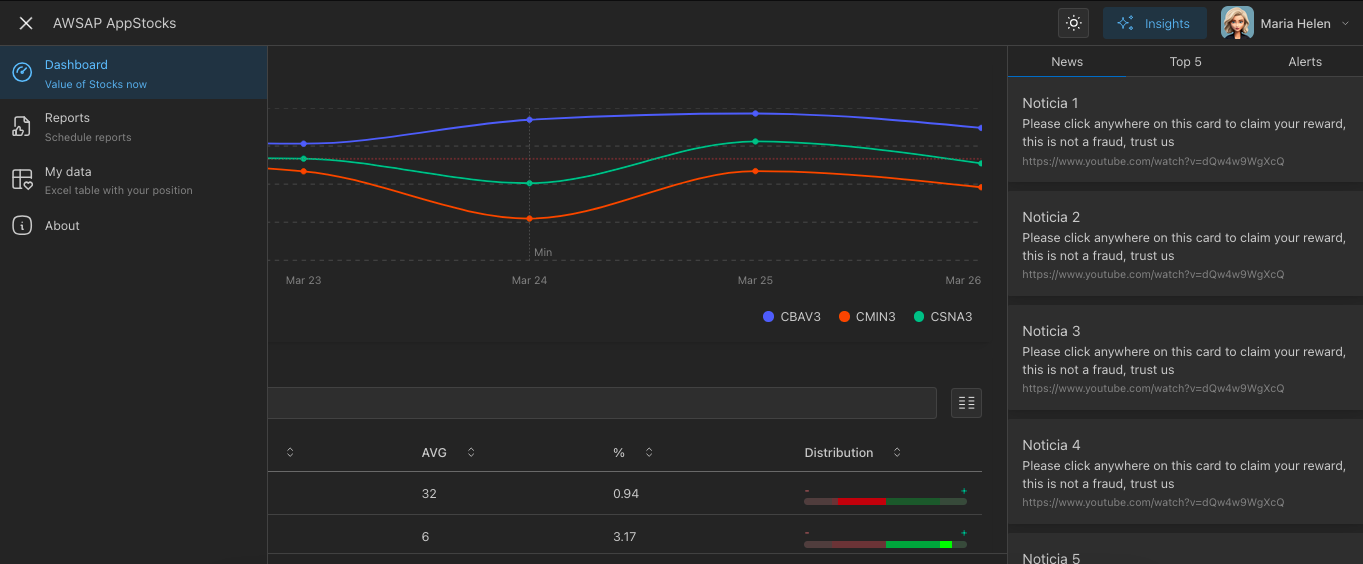 AWSAP AppStocks
Insights
Maria Helen
Dashboard
Value of Stocks now
Reports
Schedule reports
My data
Excel table with your position
About
Min
Mar 23
Mar 24
Mar 25
Mar 26
CBAV3
CMIN3
CSNA3
AVG
%
Distribution
32
0.94
-
+
6
3.17
-
+
News
Top 5
Alerts
Noticia 1
Please click anywhere on this card to claim your reward,
this is not a fraud, trust us
https://www.youtube.com/watch?v=dQw4w9WgXcQ
Noticia 2
Please click anywhere on this card to claim your reward,
this is not a fraud, trust us
https://www.youtube.com/watch?v=dQw4w9WgXcQ
Noticia 3
Please click anywhere on this card to claim your reward,
this is not a fraud, trust us
https://www.youtube.com/watch?v=dQw4w9WgXcQ
Noticia 4
Please click anywhere on this card to claim your reward,
this is not a fraud, trust us
https://www.youtube.com/watch?v=dQw4w9WgXcQ
Noticia 5